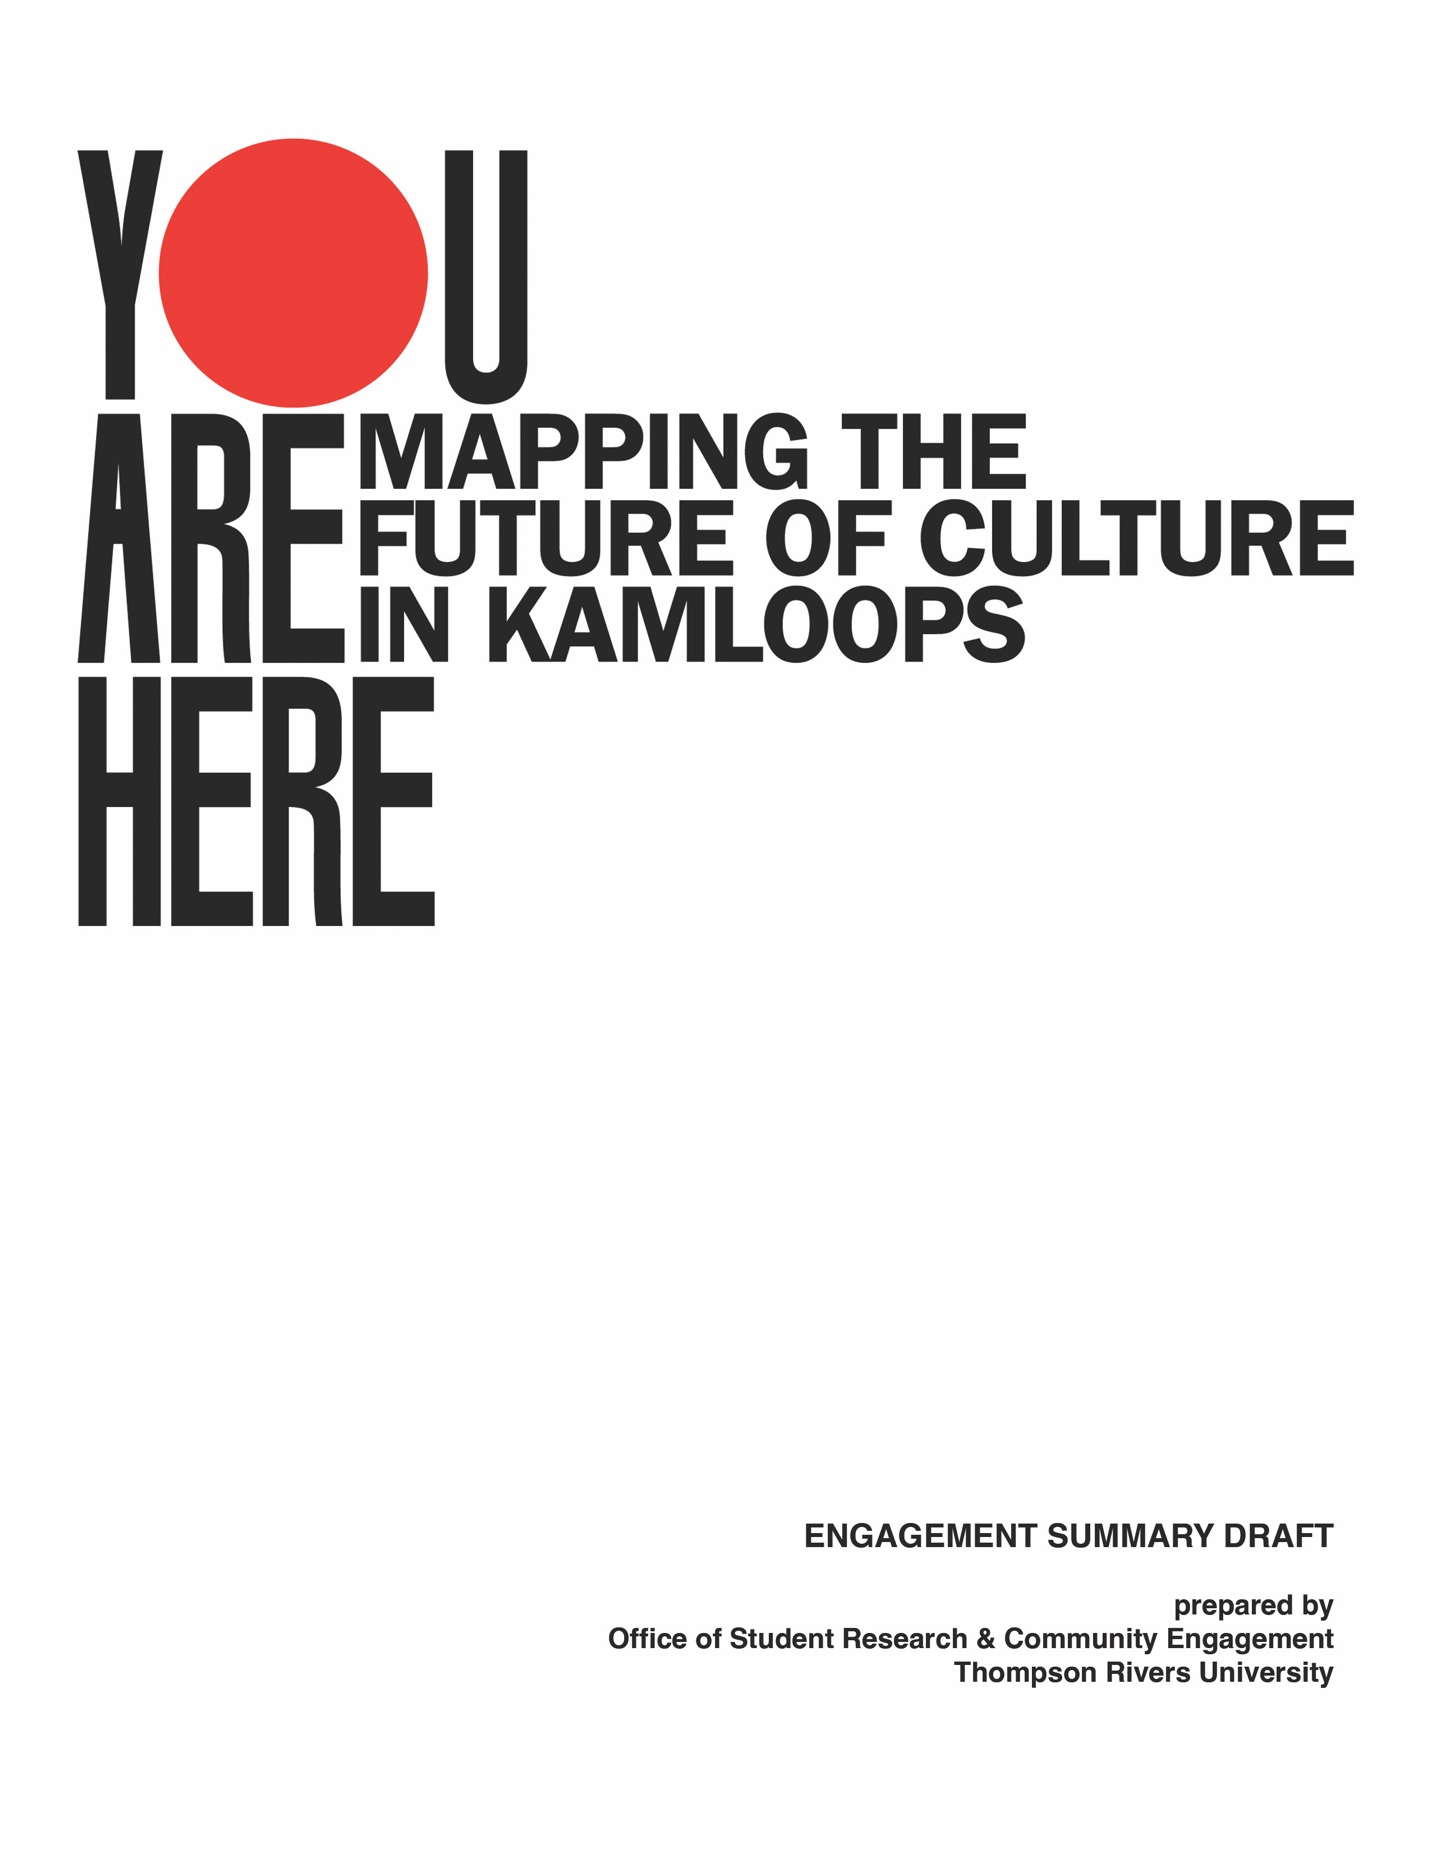 YOU
ARE
HERE
MAPPING THE
FUTURE OF CULTURE
IN KAMLOOPS
ENGAGEMENT SUMMARY DRAFT
prepared by
Office of Student Research & Community Engagement
Thompson Rivers University